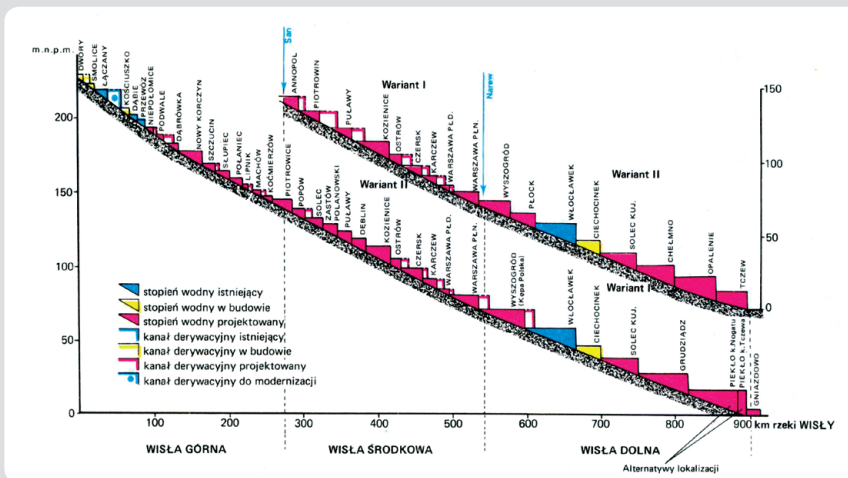 m.n.p.m.
200
150
100
50
0
DWORY
SMOLICE
ŁĄCZANY
KOŚCIUSZKO
DĄBIE
PRZEWÓZ
NIEPOŁOMICE
PODWALE
DĄBRÓWKA
NOWY KORCZYN
SZCZUCIN
SŁUPIEC
POŁANIEC
LIPNIK
MACHÓW
KOĆMIERZÓW
PIOTROWICE
POPÓW
SOLEC
ZASTÓW
POLANOWSKI
PUŁAWY
DĘBLIN
KOZIENICE
OSTRÓW
CZERSK
KARCZEW
WARSZAWA PŁD.
WARSZAWA PŁN.
WYSZOGRÓD
(Kępa Polska)
WŁOCŁAWEK
CIECHOCINEK
SOLEC KUJ.
GRUDZIĄDZ
PIEKŁO k.Nogatu
PIEKŁO k.Tczewa
GNIAZDOWO
San
ANNOPOL
PIOTROWIN
PUŁAWY
KOZIENICE
OSTRÓW
CZERSK
KARCZEW
WARSZAWA PŁD.
WARSZAWA PŁN.
Narew
WYSZOGRÓD
PŁOCK
WŁOCŁAWEK
CIECHOCINEK
SOLEC KUJ.
CHEŁMNO
OPALENIE
TCZEW
Wariant I
Wariant II
Wariant II
Wariant I
150
100
50
0
stopień wodny istniejący
stopień wodny w budowie
stopień wodny projektowany
kanał derywacyjny istniejący
kanał derywacyjny w budowie
kanał derywacyjny projektowany
kanał derywacyjny do modernizacji
100
200
300
400
500
600
700
800
900 km rzeki WISŁY
WISŁA GÓRNA
WISŁA ŚRODKOWA
WISŁA DOLNA
Alternatywy lokalizacji